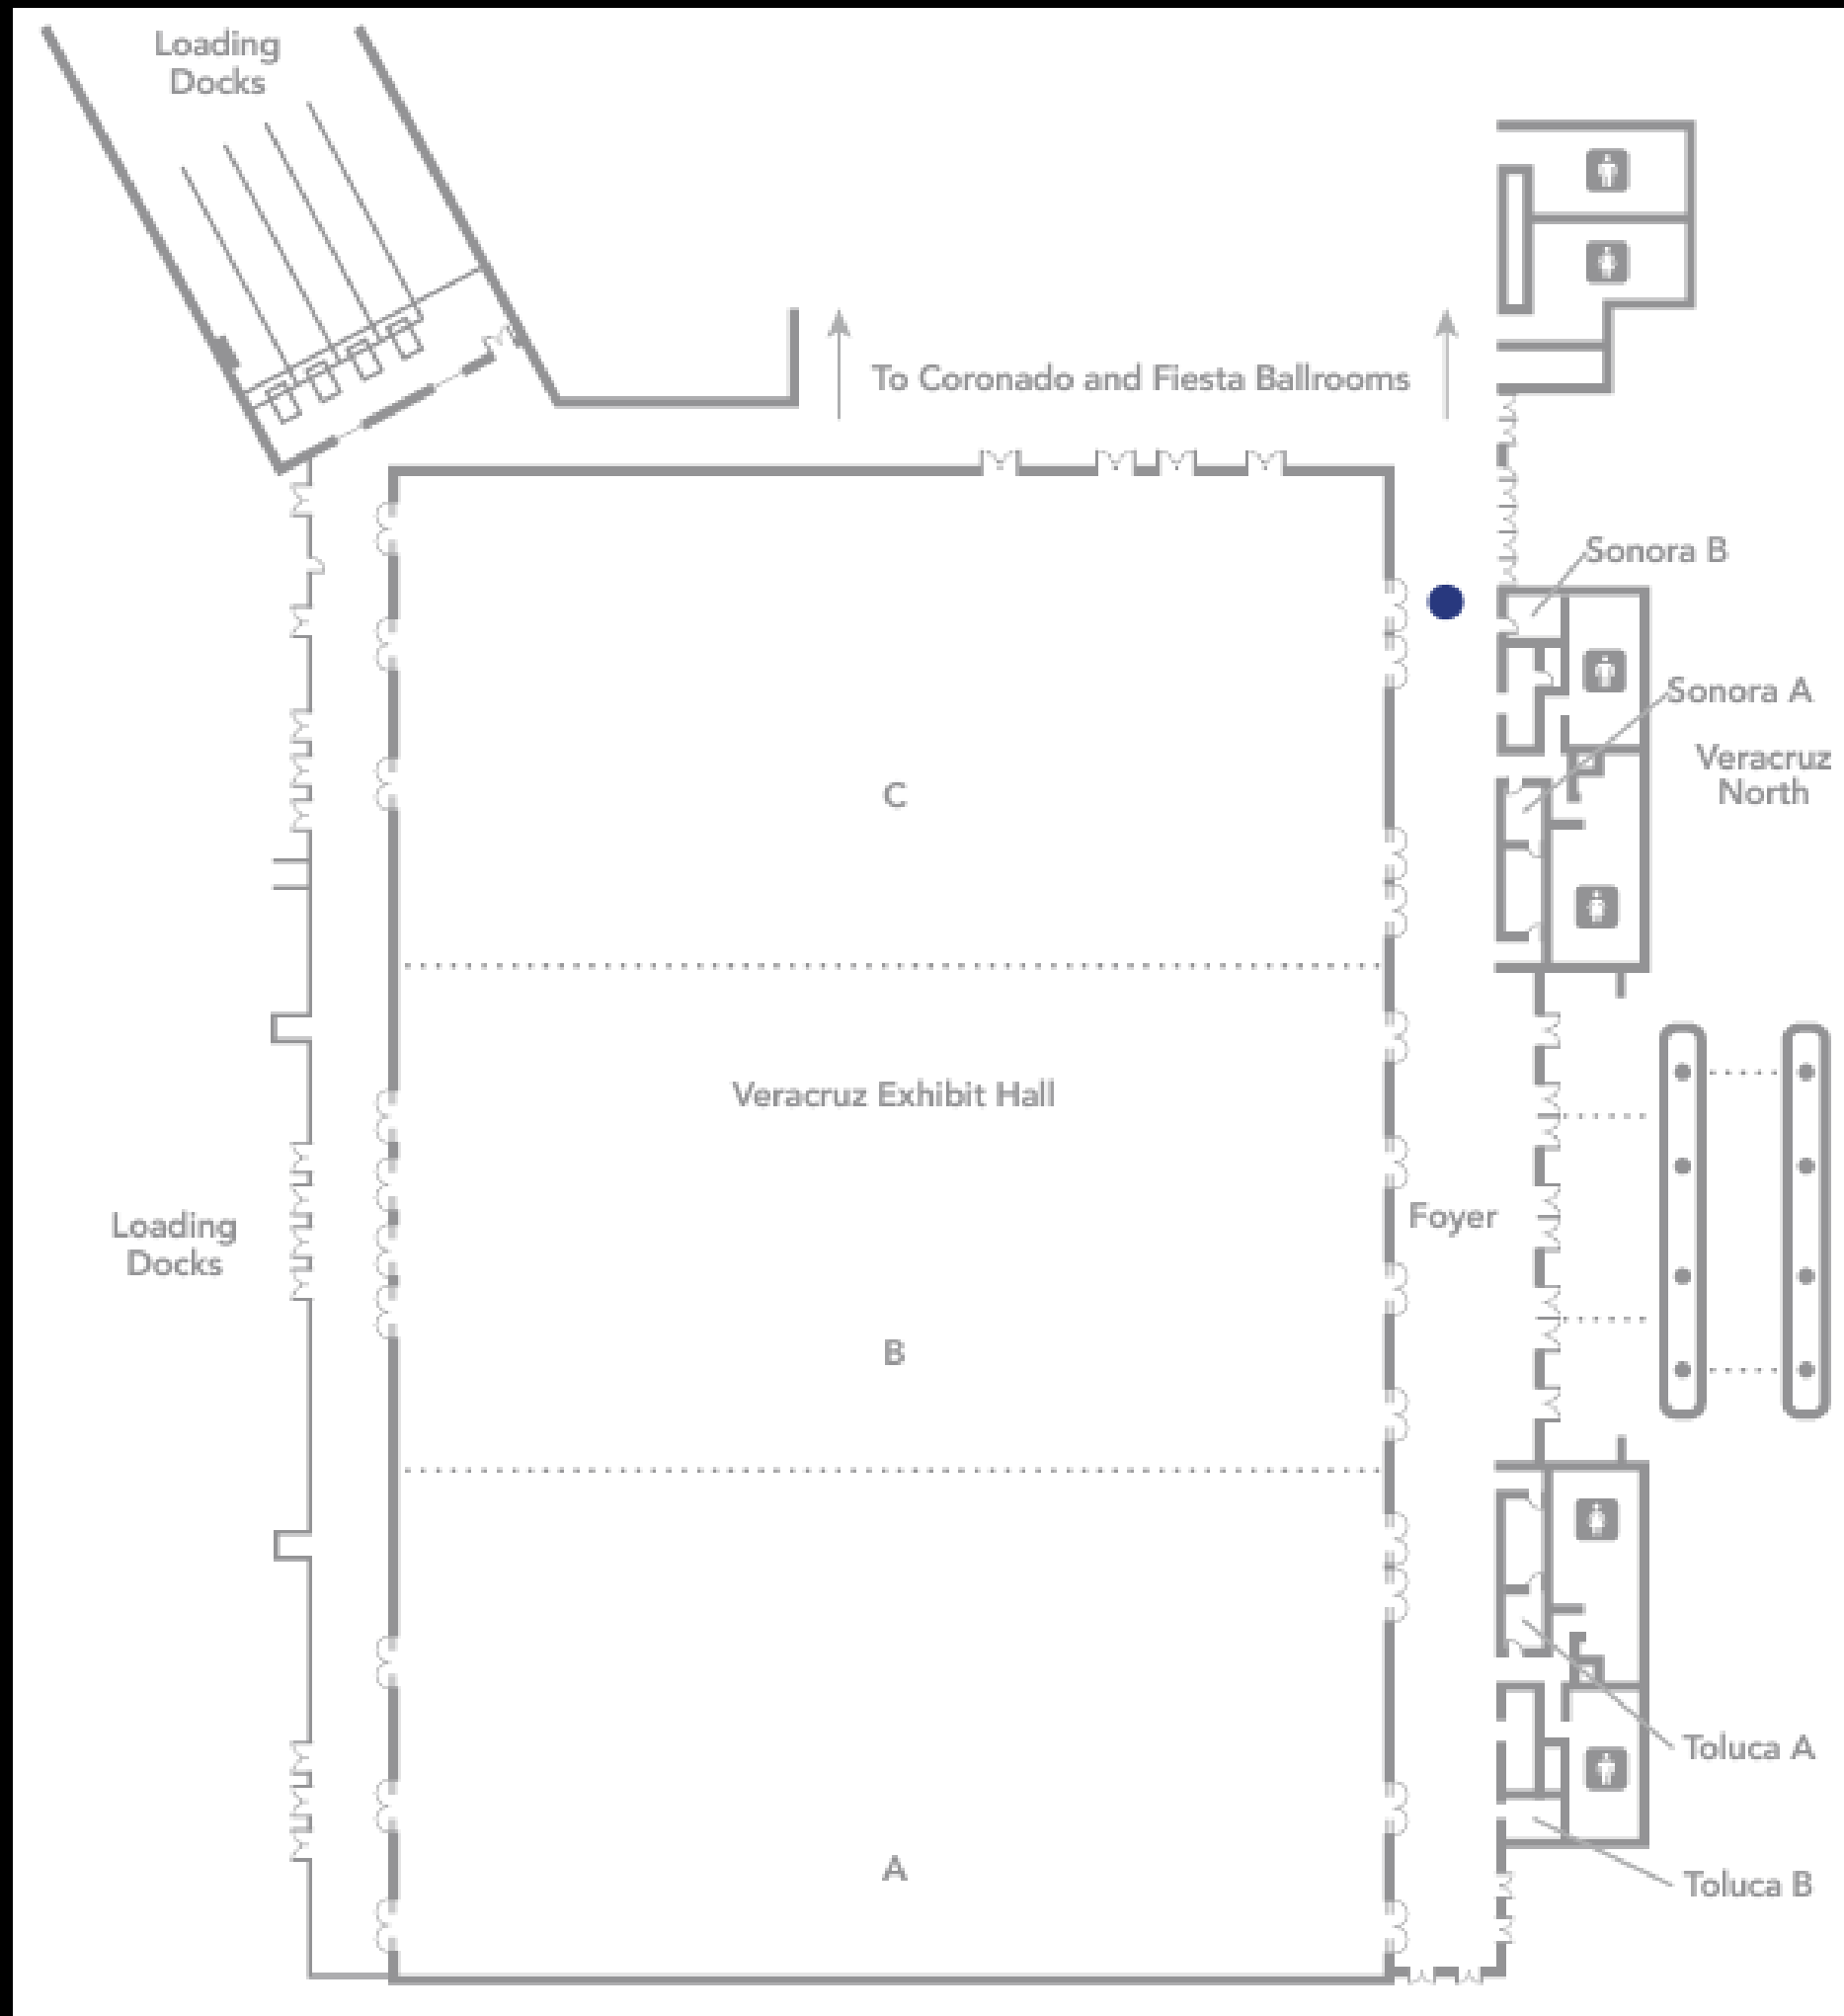 Loading
Docks
To Coronado and Fiesta Ballrooms
Sonora B
Sonora A
Veracruz
North
C
Veracruz Exhibit Hall
Foyer
Loading
Docks
B
Toluca A
A
Toluca B